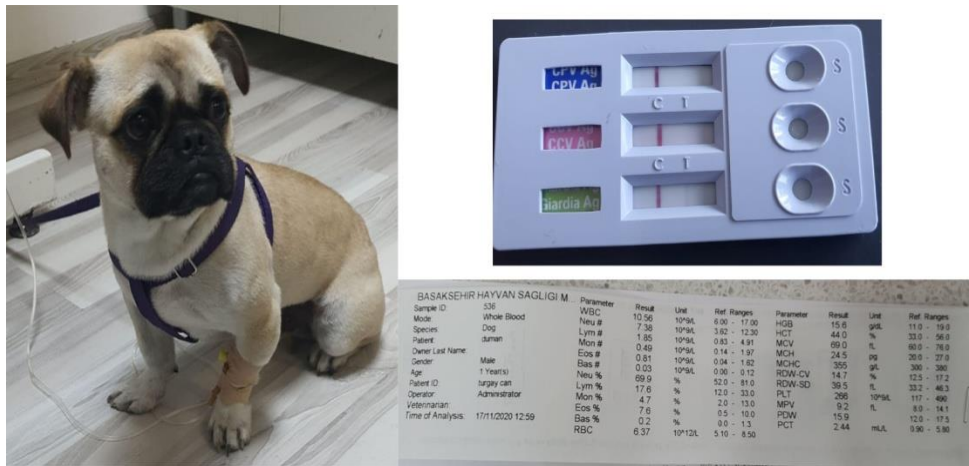 CPV Ag
CPV Ag
C T
CCV Ag
CCV Ag
C T
Giardia Ag
S
S
S
BASAKSEHIR HAYVAN SAGLIGI M...
Sample ID 536
Mode Whole Blood
Species Dog
Patient duman
Owner Last Name
Gender Male
Age 1 Year(s)
Patient ID turgay can
Operator Administrator
Veterinarian:
Time of Analysis: 17/11/2020 12:59
Parameter Result Unit Ref. Ranges
WBC 10.56 10^9/L 6.00 - 17.00
Neu # 7.38 10^9/L 3.62 - 12.30
Lym # 1.85 10^9/L 0.83 - 4.91
Mon # 0.49 10^9/L 0.14 - 1.97
Eos # 0.81 10^9/L 0.04 - 1.62
Bas # 0.03 10^9/L 0.00 - 0.12
Neu % 69.9 % 52.0 - 81.0
Lym % 17.6 % 12.0 - 33.0
Mon % 4.7 % 2.0 - 13.0
Eos % 7.6 % 0.5 - 10.0
Bas % 0.2 % 0.0 - 1.3
RBC 6.37 10^12/L 5.10 - 8.50
Parameter Result Unit Ref. Ranges
HGB 15.6 g/dL 11.0 - 19.0
HCT 44.0 % 33.0 - 56.0
MCV 69.0 fL 60.0 - 76.0
MCH 24.5 pg 20.0 - 27.0
MCHC 355 g/L 300 - 380
RDW-CV 14.7 % 12.5 - 17.2
RDW-SD 39.5 fL 33.2 - 46.3
PLT 266 10^9/L 117 - 490
MPV 9.2 fL 8.0 - 14.1
PDW 15.9 12.0 - 17.5
PCT 2.44 mL/L 0.90 - 5.80